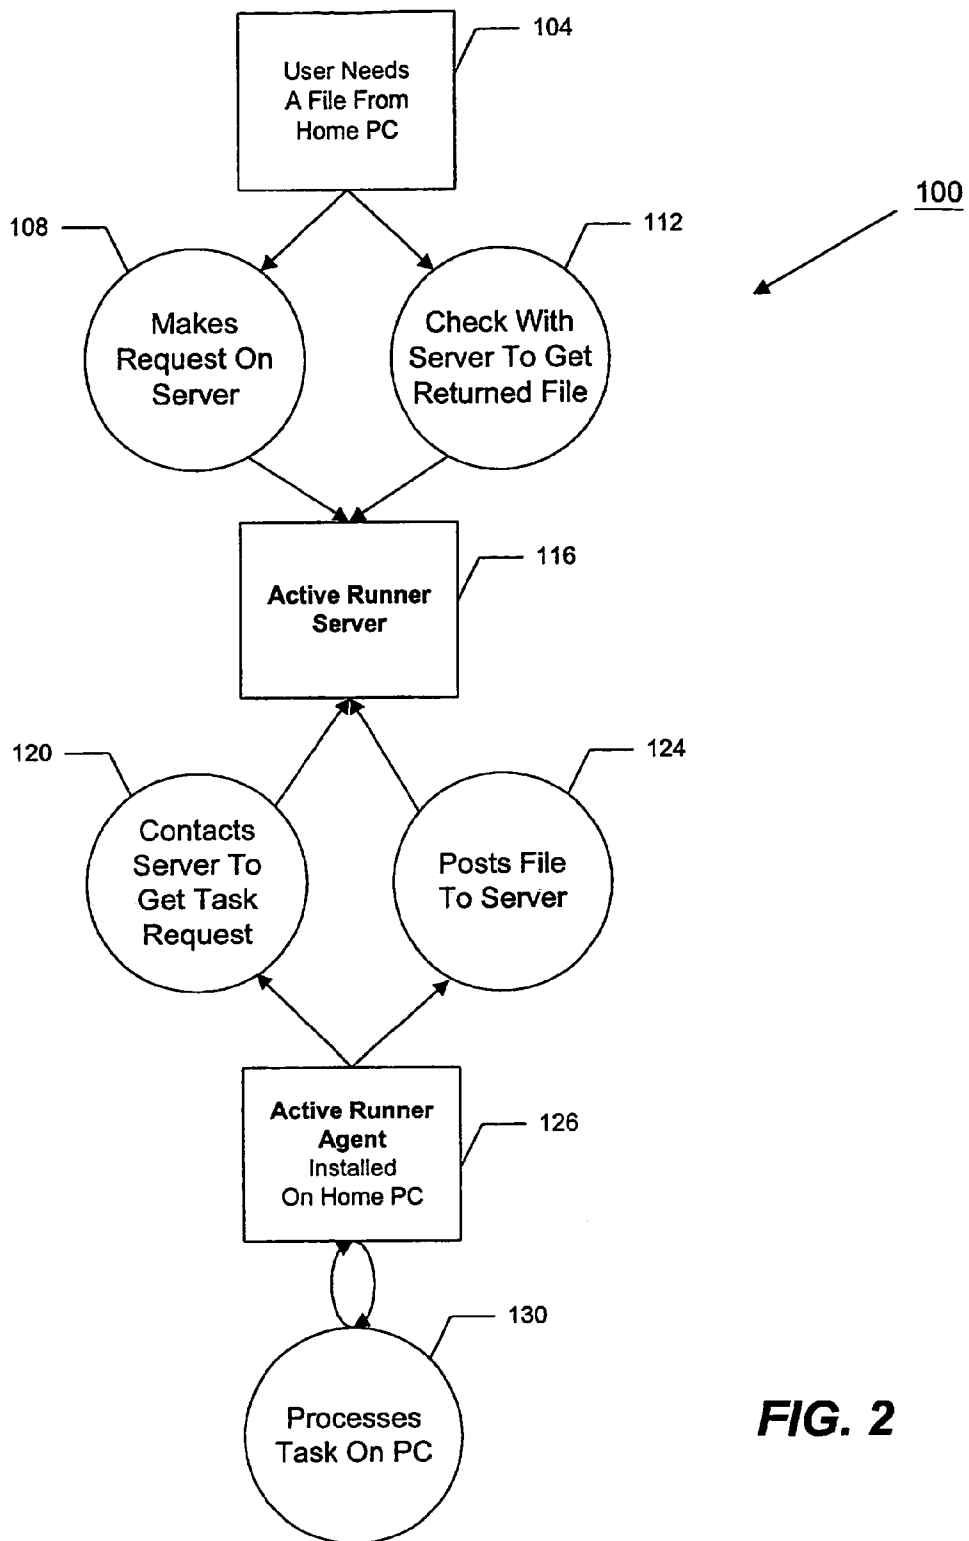 104
User Needs
A File From
Home PC
100
108
112
Makes
Request On
Server
Check With
Server To Get
Returned File
116
Active Runner
Server
120
124
Contacts
Server To
Get Task
Request
Posts File
To Server
126
Active Runner
Agent
Installed
On Home PC
130
Processes
Task On PC
FIG. 2